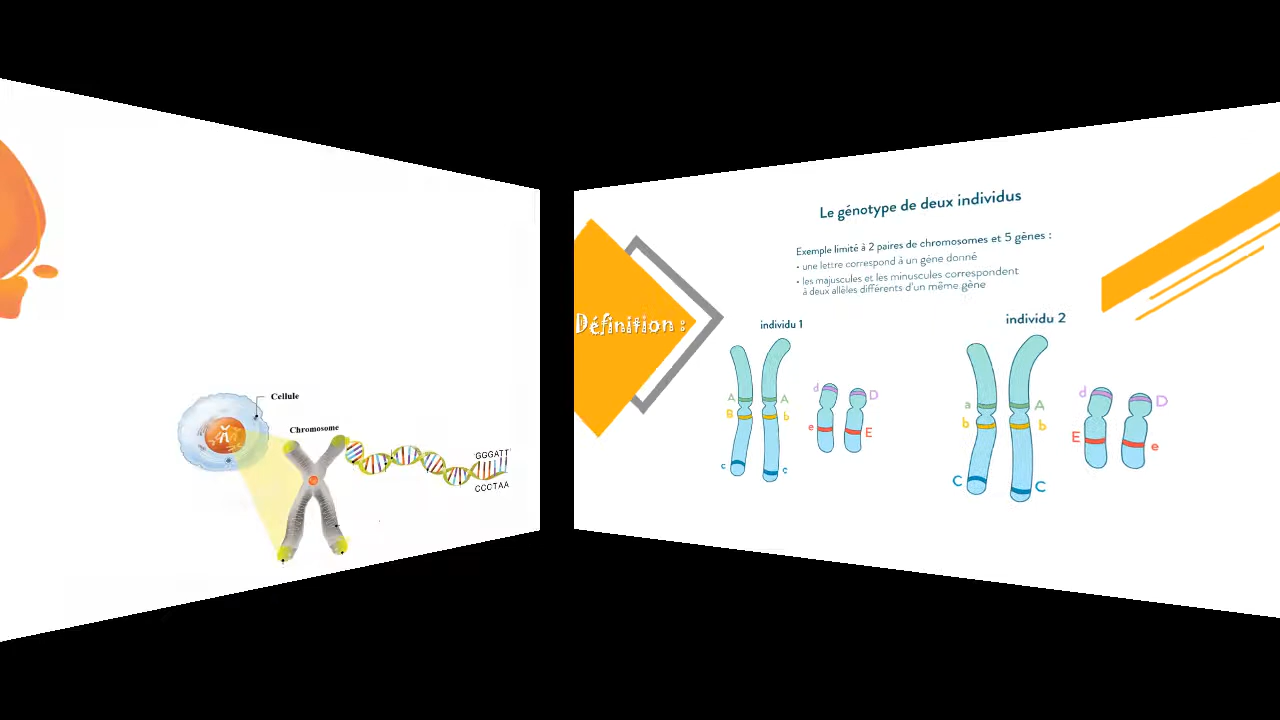 Cellule
Chromosome
GGGATT
CCCTAA
Définition :
Le génotype de deux individus
Exemple limité à 2 paires de chromosomes et 5 gènes :
• une lettre correspond à un gène donné
• les majuscules et les minuscules correspondent
à deux allèles différents d'un même gène
individu 1
A A
B b
c c
d D
e E
individu 2
a A
b b
C C
d D
E e